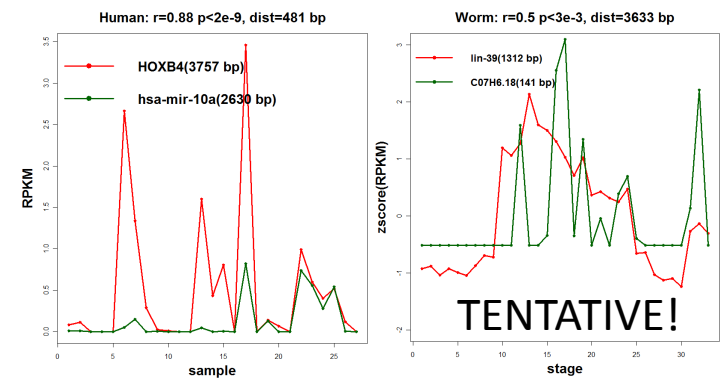 Human: r=0.88 p<2e-9, dist=481 bp
HOXB4(3757 bp)
hsa-mir-10a(2630 bp)
RPKM
3.5
3.0
2.5
2.0
1.5
1.0
0.5
0.0
0 5 10 15 20 25
sample
Worm: r=0.5 p<3e-3, dist=3633 bp
lin-39(1312 bp)
C07H6.18(141 bp)
zscore(RPKM)
3
2
1
0
-1
-2
TENTATIVE!
0 5 10 15 20 25 30
stage